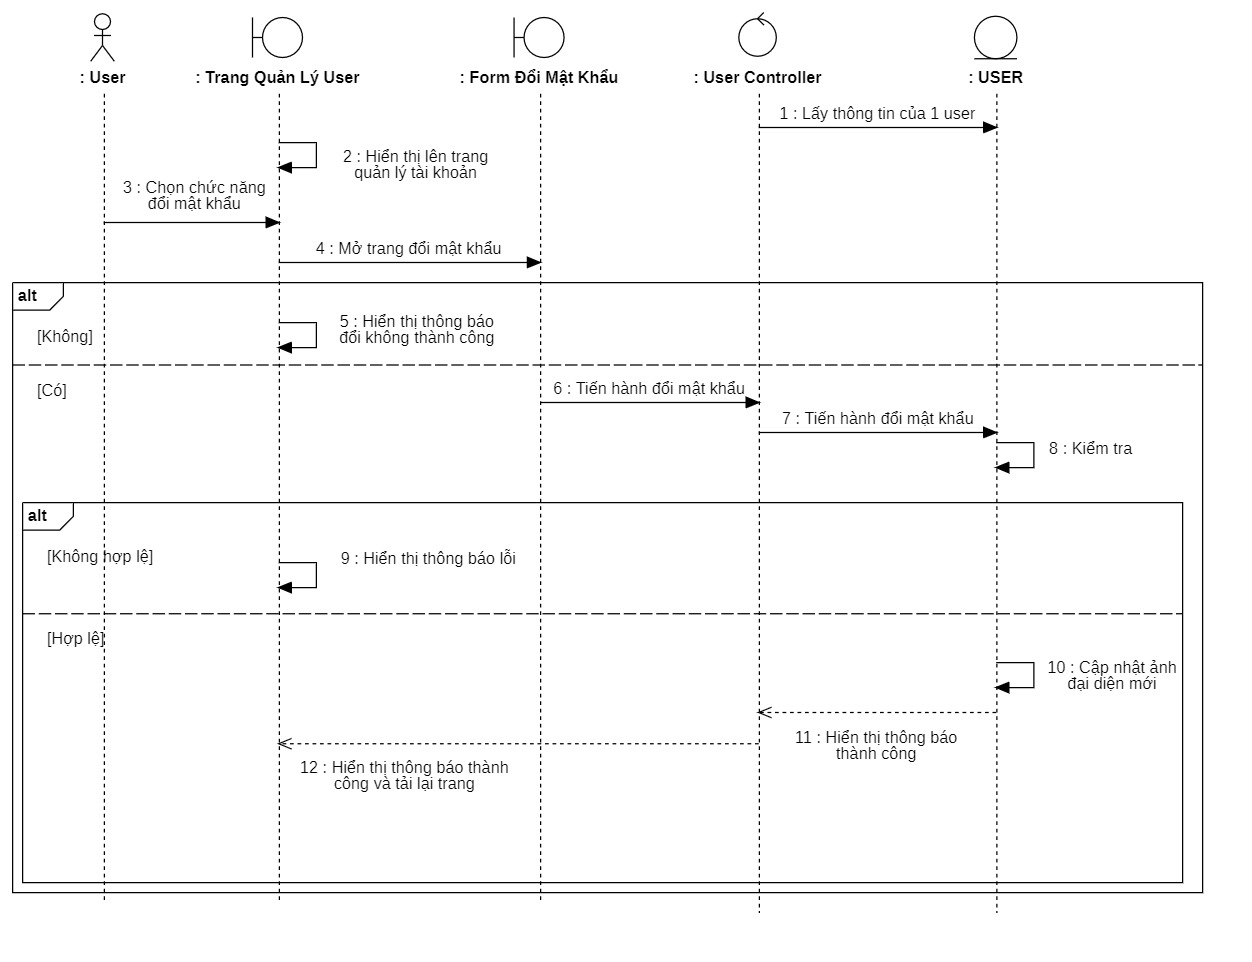 : User
: Trang Quản Lý User
: Form Đổi Mật Khẩu
: User Controller
: USER
1 : Lấy thông tin của 1 user
2 : Hiển thị lên trang
quản lý tài khoản
3 : Chọn chức năng
đổi mật khẩu
4 : Mở trang đổi mật khẩu
alt
[Không]
5 : Hiển thị thông báo
đổi không thành công
[Có]
6 : Tiến hành đổi mật khẩu
7 : Tiến hành đổi mật khẩu
8 : Kiểm tra
alt
[Không hợp lệ]
9 : Hiển thị thông báo lỗi
[Hợp lệ]
10 : Cập nhật ảnh
đại diện mới
11 : Hiển thị thông báo
thành công
12 : Hiển thị thông báo thành
công và tải lại trang